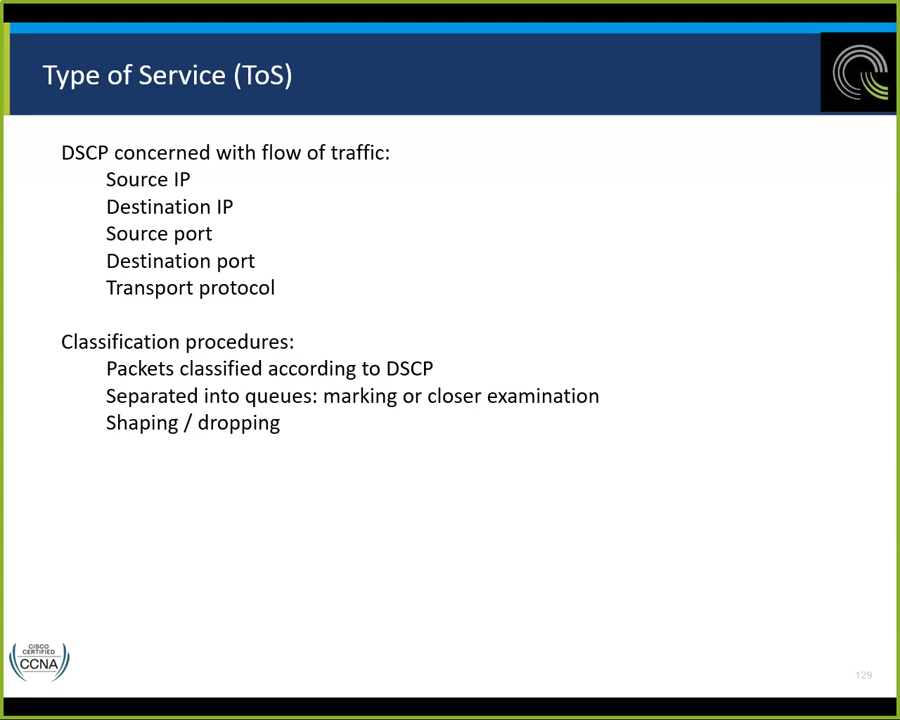 Type of Service (ToS)
DSCP concerned with flow of traffic:
Source IP
Destination IP
Source port
Destination port
Transport protocol
Classification procedures:
Packets classified according to DSCP
Separated into queues: marking or closer examination
Shaping / dropping
CISCO
CERTIFIED
CCNA
129